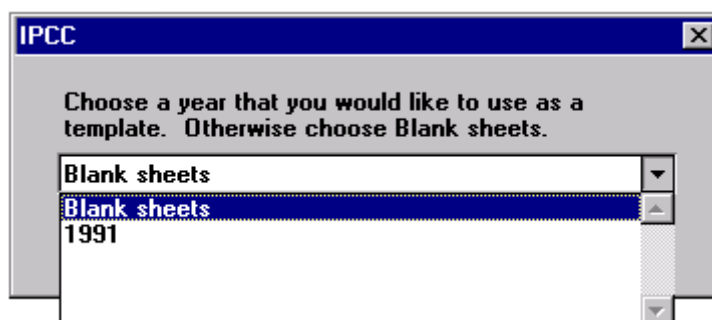 IPCC
Choose a year that you would like to use as a
template.  Otherwise choose Blank sheets.
Blank sheets
Blank sheets
1991